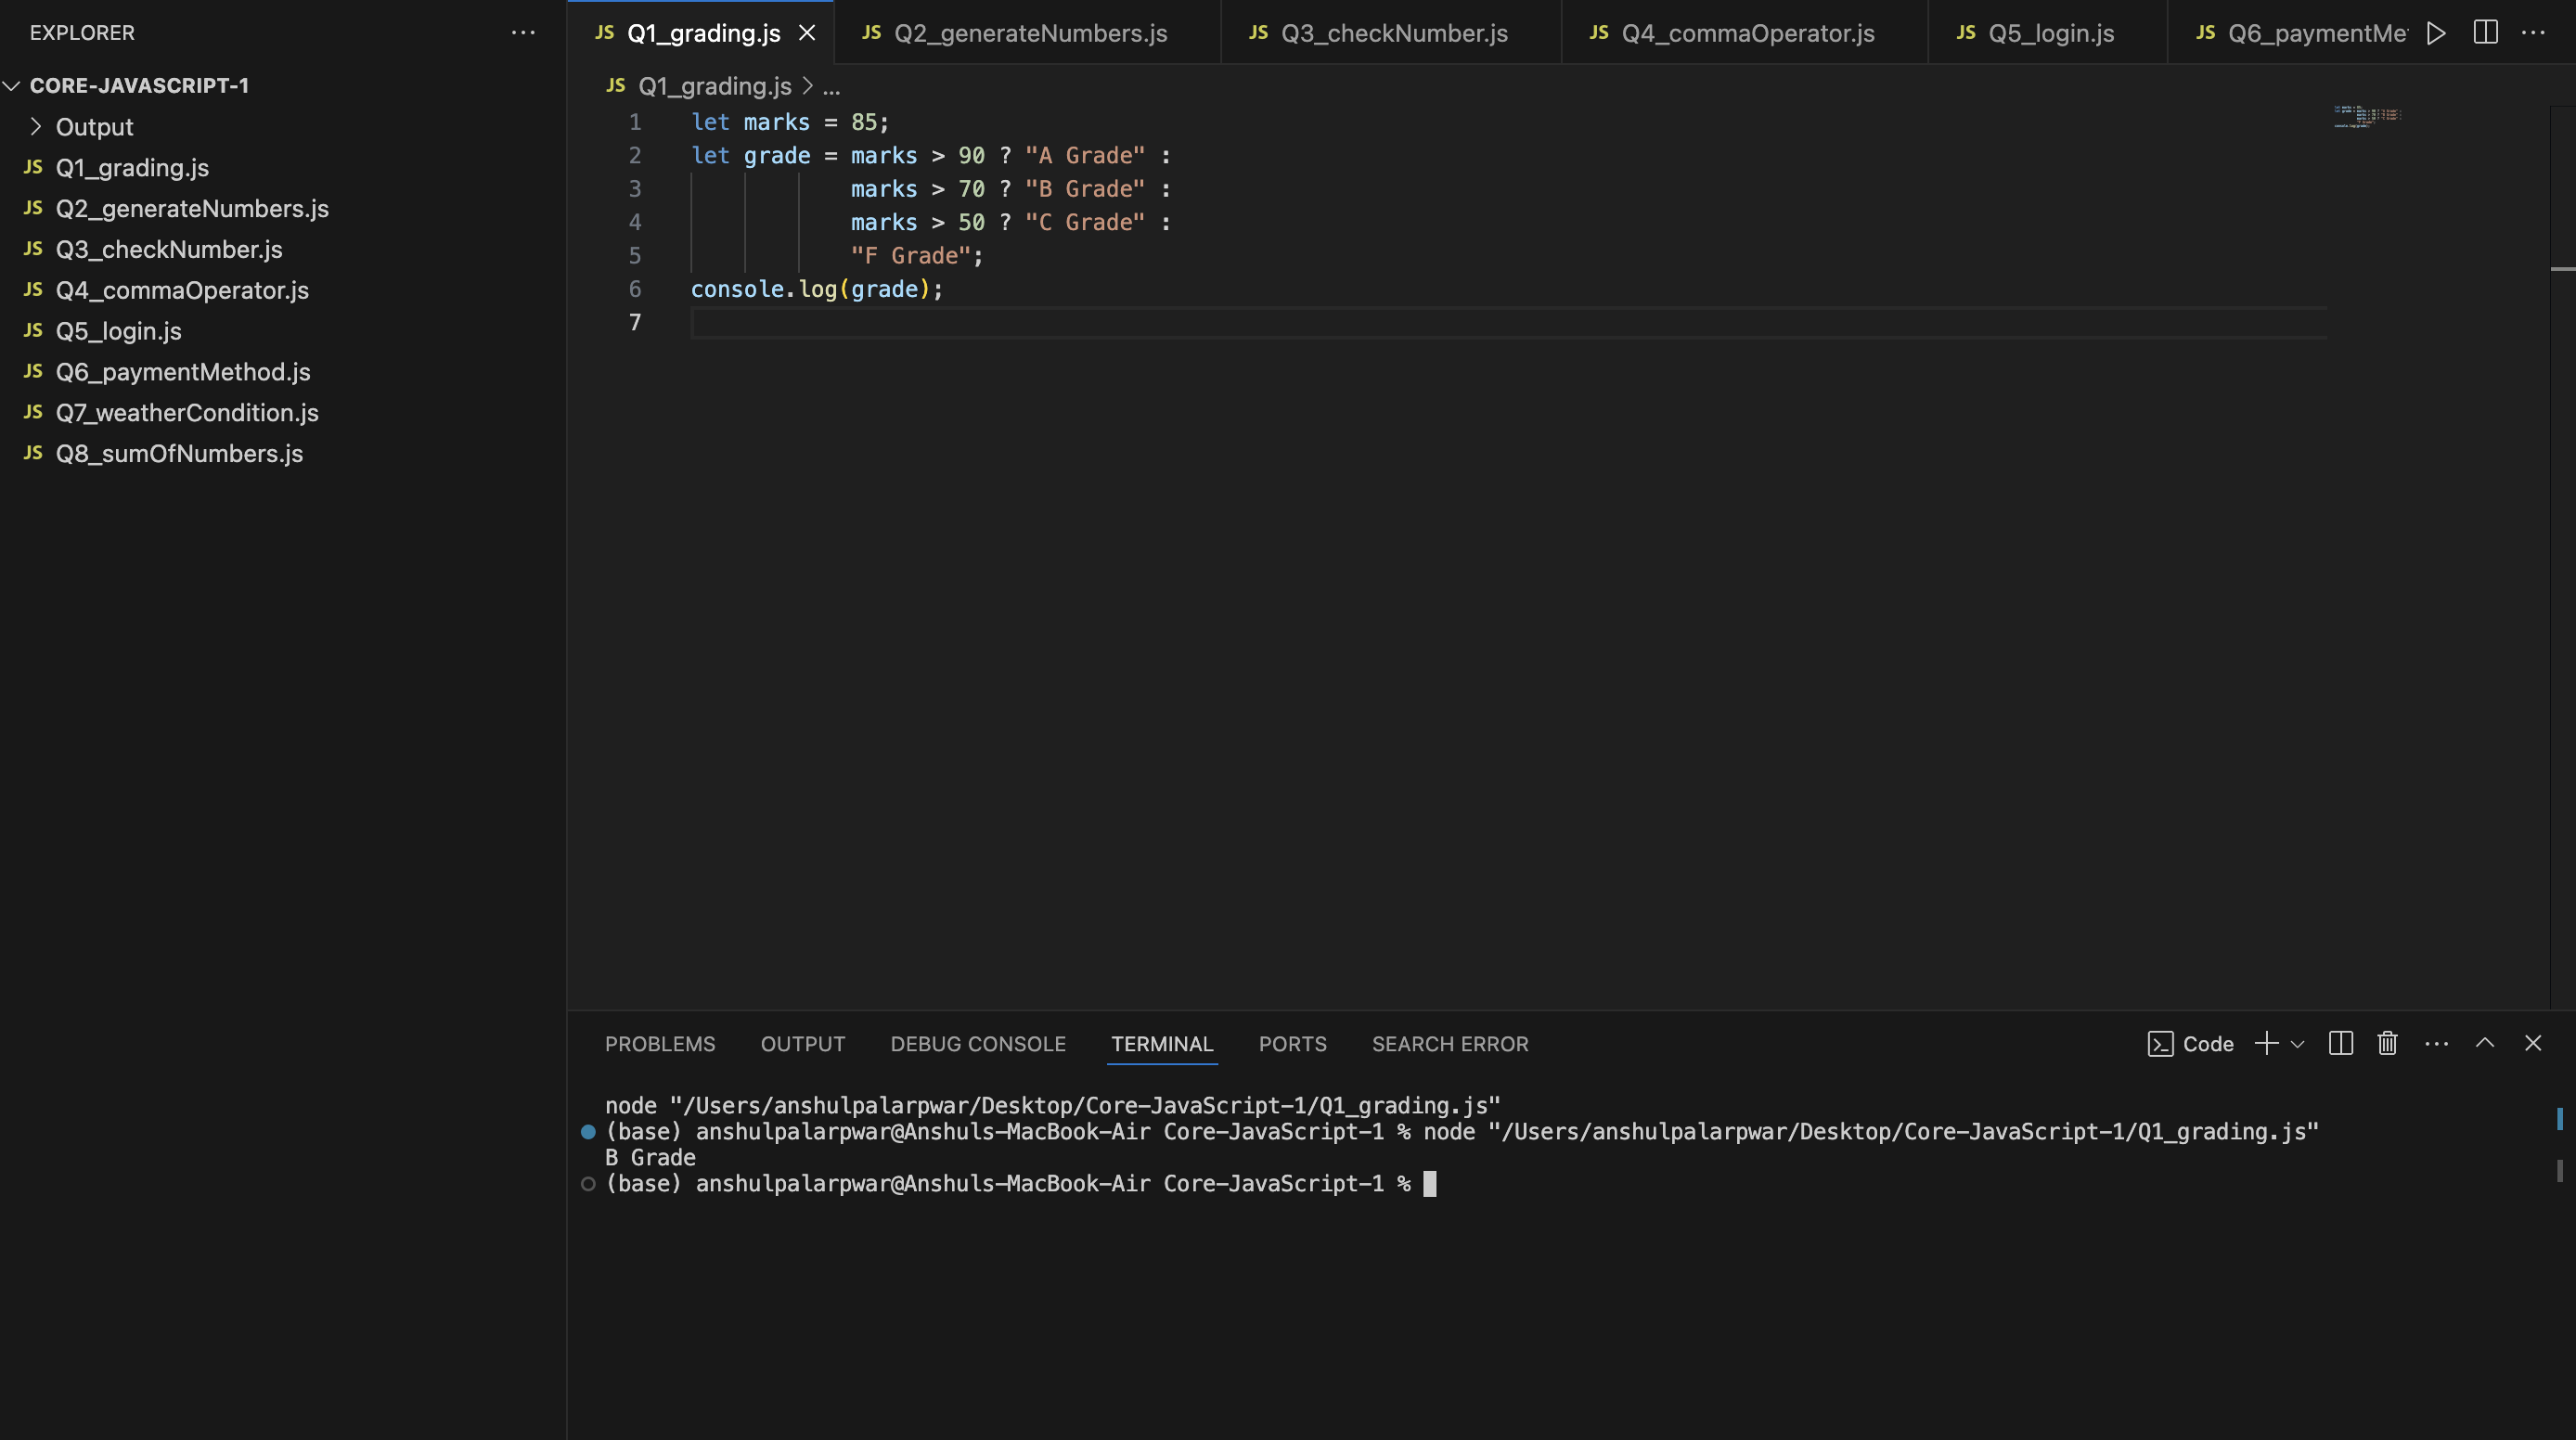 EXPLORER
CORE-JAVASCRIPT-1
Output
JS Q1_grading.js
JS Q2_generateNumbers.js
JS Q3_checkNumber.js
JS Q4_commaOperator.js
JS Q5_login.js
JS Q6_paymentMethod.js
JS Q7_weatherCondition.js
JS Q8_sumOfNumbers.js
JS Q1_grading.js JS Q2_generateNumbers.js JS Q3_checkNumber.js JS Q4_commaOperator.js JS Q5_login.js JS Q6_paymentMe
JS Q1_grading.js > ...
1 let marks = 85;
2 let grade = marks > 90 ? "A Grade" :
3 marks > 70 ? "B Grade" :
4 marks > 50 ? "C Grade" :
5 "F Grade";
6 console.log(grade);
7
PROBLEMS OUTPUT DEBUG CONSOLE TERMINAL PORTS SEARCH ERROR Code
node "/Users/anshulpalarpwar/Desktop/Core-JavaScript-1/Q1_grading.js"
(base) anshulpalarpwar@Anshuls-MacBook-Air Core-JavaScript-1 % node "/Users/anshulpalarpwar/Desktop/Core-JavaScript-1/Q1_grading.js"
B Grade
(base) anshulpalarpwar@Anshuls-MacBook-Air Core-JavaScript-1 %